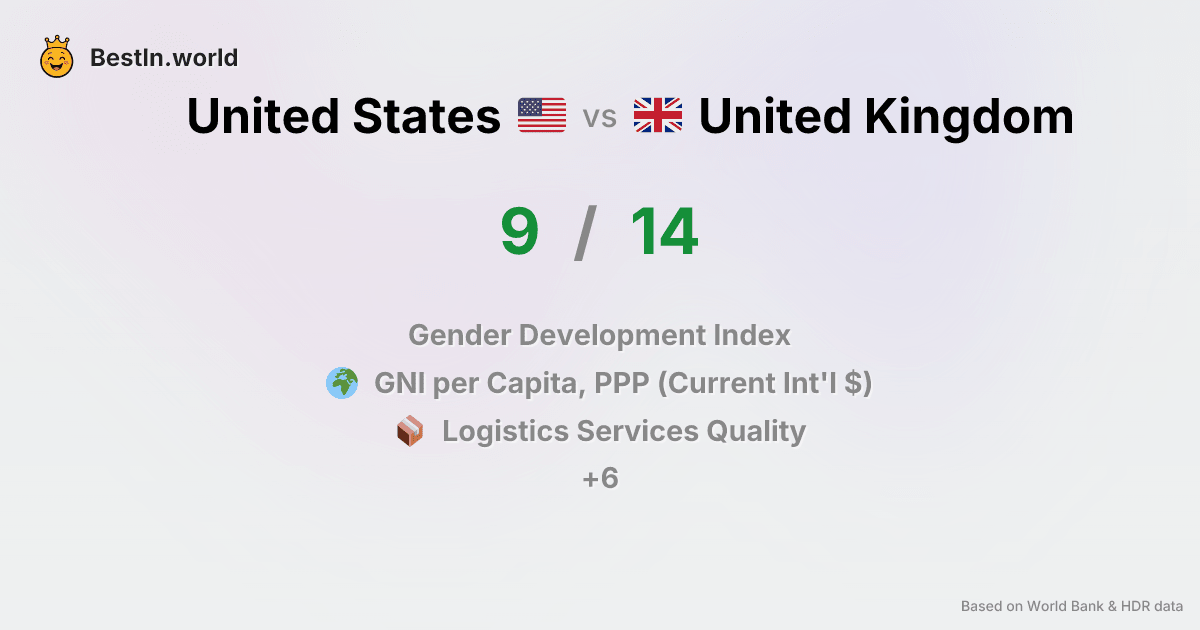 BestIn.world
United States vs United Kingdom
9 / 14
Gender Development Index
GNI per Capita, PPP (Current Int'l $)
Logistics Services Quality
+6
Based on World Bank & HDR data